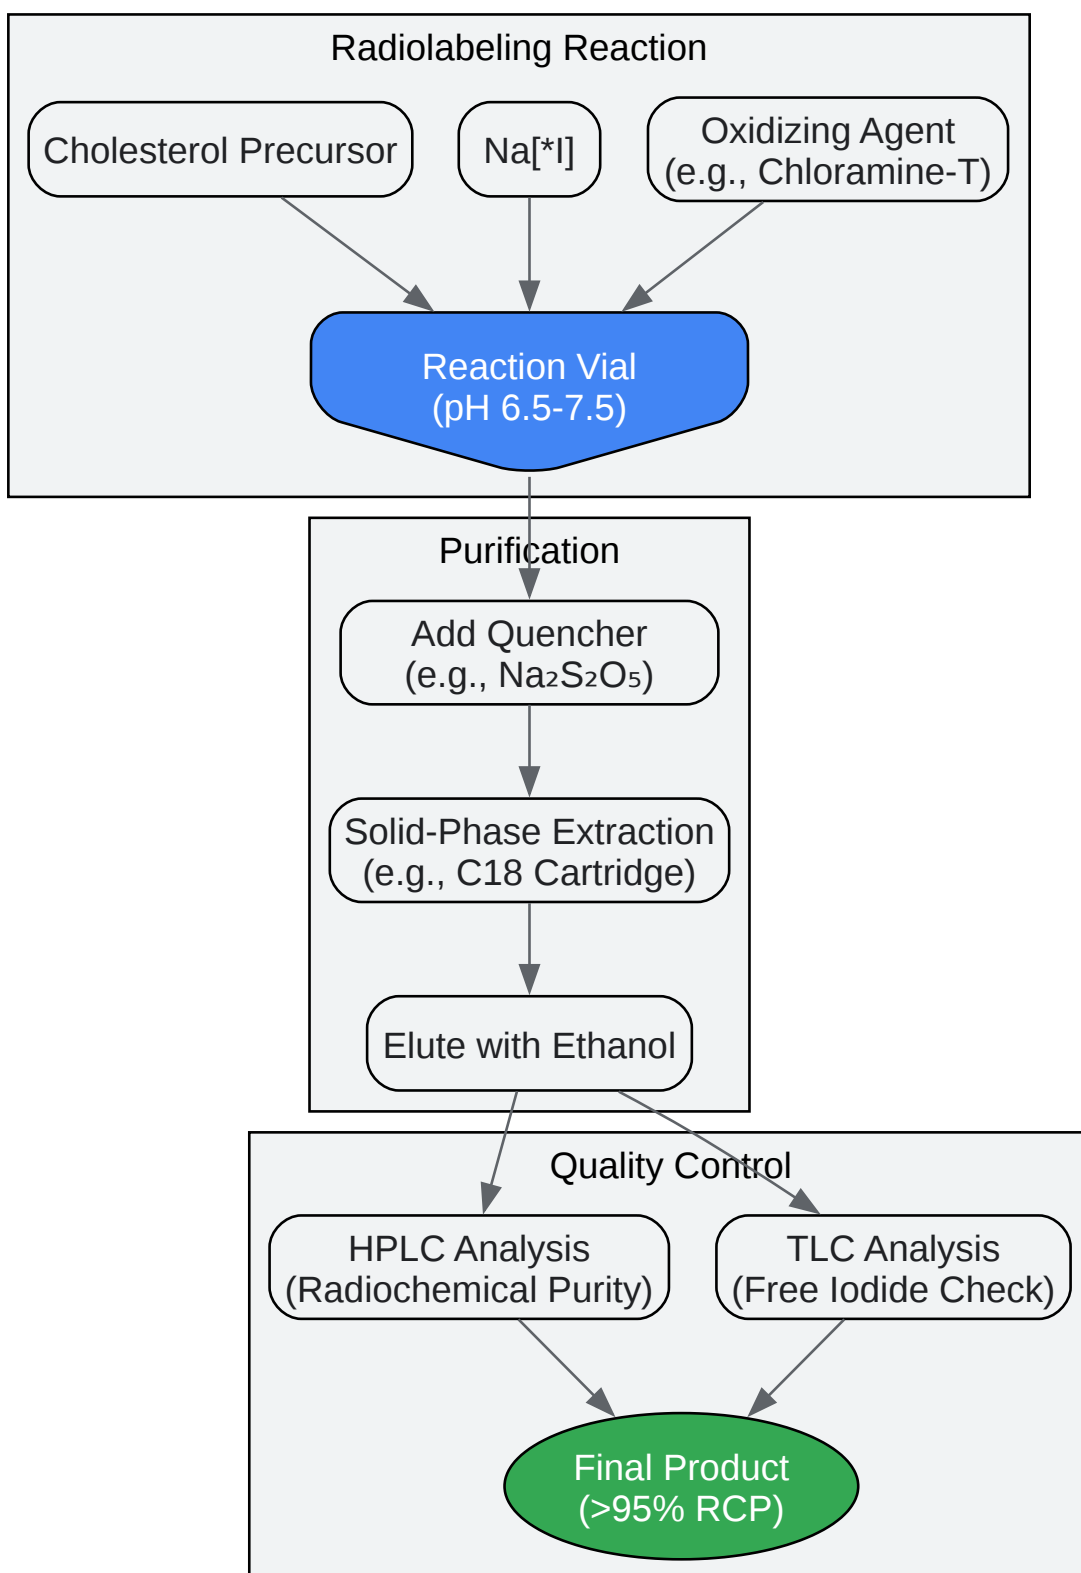 Radiolabeling Reaction
Cholesterol Precursor
Na[*I]
Oxidizing Agent
(e.g., Chloramine-T)
Reaction Vial
(pH 6.5-7.5)
Purification
Add Quencher
(e.g., Na₂S₂O₅)
Solid-Phase Extraction
(e.g., C18 Cartridge)
Elute with Ethanol
Quality Control
HPLC Analysis
(Radiochemical Purity)
TLC Analysis
(Free Iodide Check)
Final Product
(>95% RCP)